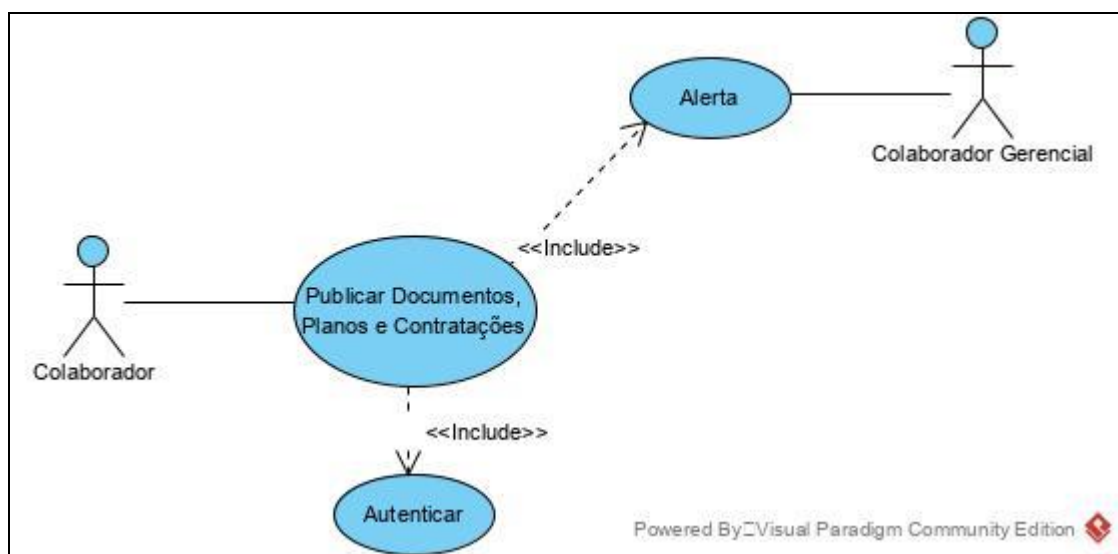 Alerta
Colaborador Gerencial
<<Include>>
Publicar Documentos,
Planos e Contratações
Colaborador
<<Include>>
Autenticar
Powered By□Visual Paradigm Community Edition